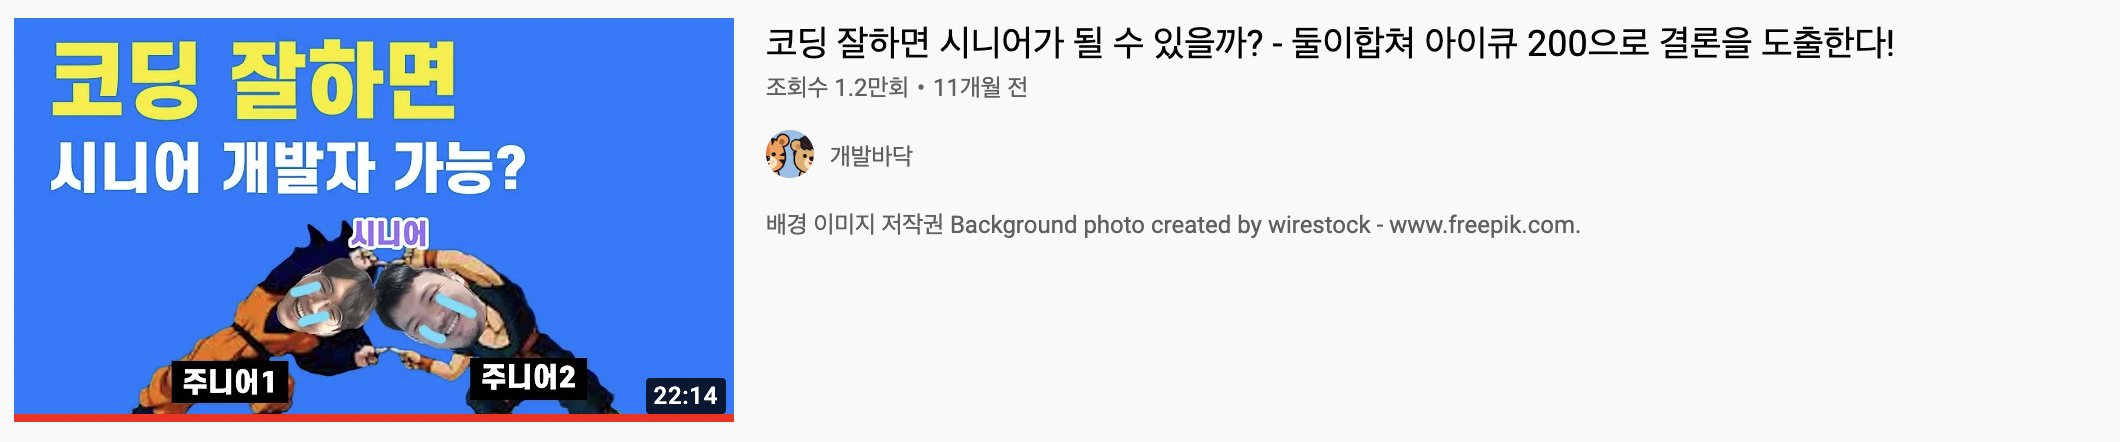 코딩 잘하면
시니어 개발자 가능?
시니어
주니어1
주니어2
22:14
코딩 잘하면 시니어가 될 수 있을까? - 둘이합쳐 아이큐 200으로 결론을 도출한다!
조회수 1.2만회 • 11개월 전
개발바닥
배경 이미지 저작권 Background photo created by wirestock - www.freepik.com.